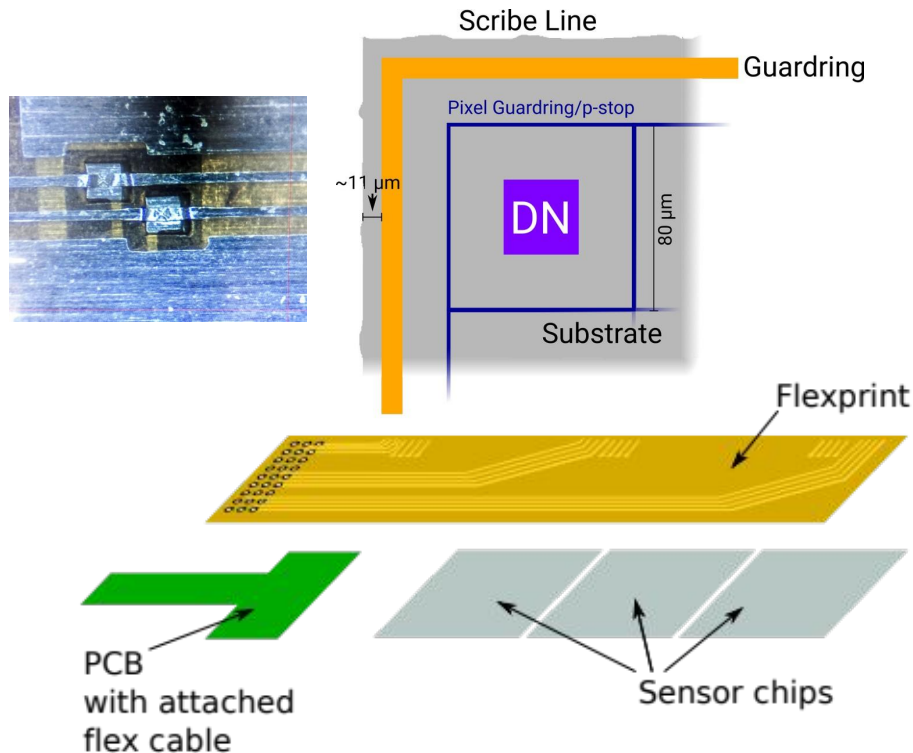 Scribe Line
Guardring
Pixel Guardring/p-stop
~11 µm
DN
80 µm
Substrate
Flexprint
PCB
with attached
flex cable
Sensor chips